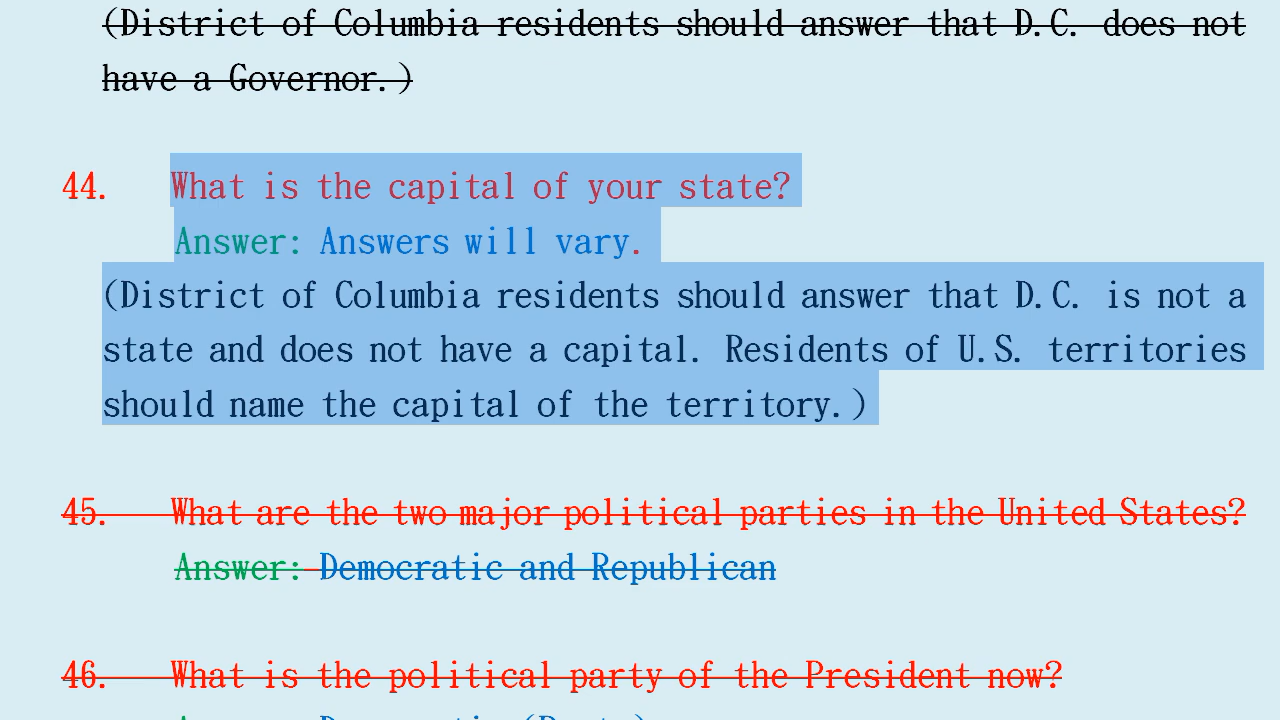 (District of Columbia residents should answer that D.C. does not
have a Governor.)
44. What is the capital of your state?
Answer: Answers will vary.
(District of Columbia residents should answer that D.C. is not a
state and does not have a capital. Residents of U.S. territories
should name the capital of the territory.)
45. What are the two major political parties in the United States?
Answer: Democratic and Republican
46. What is the political party of the President now?